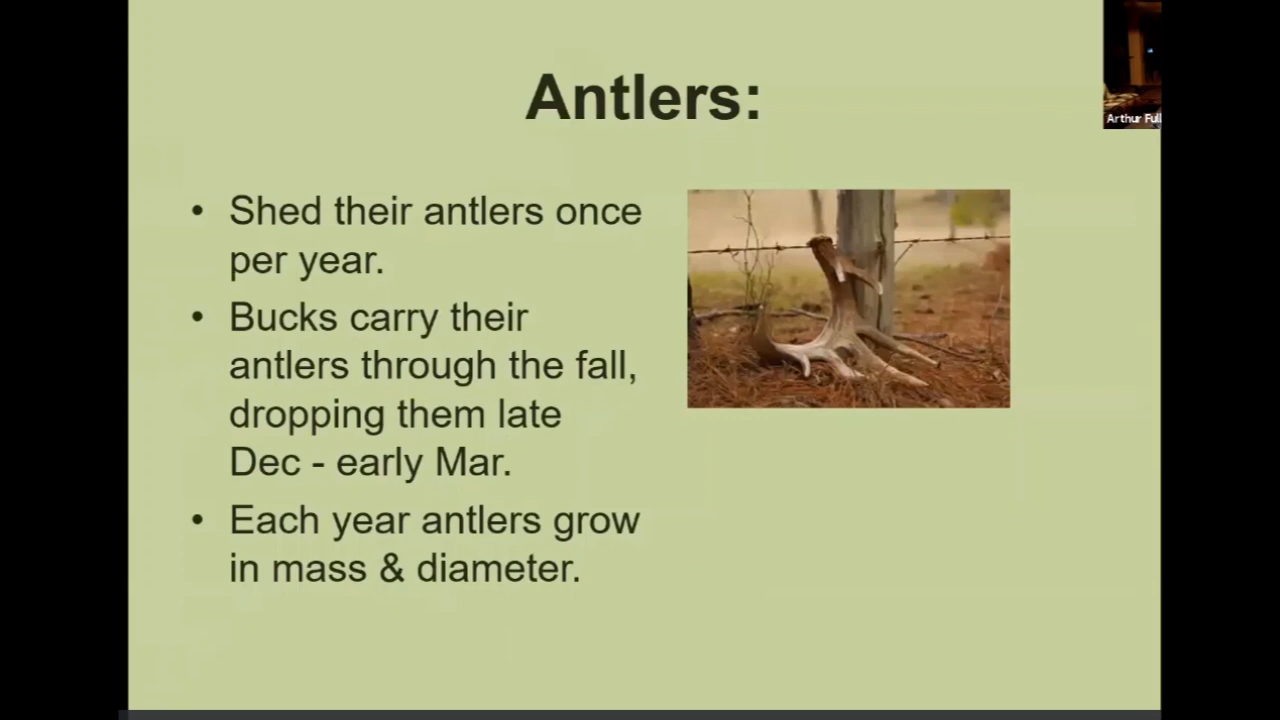 Antlers:
• Shed their antlers once
per year.
• Bucks carry their
antlers through the fall,
dropping them late
Dec - early Mar.
• Each year antlers grow
in mass & diameter.
Arthur